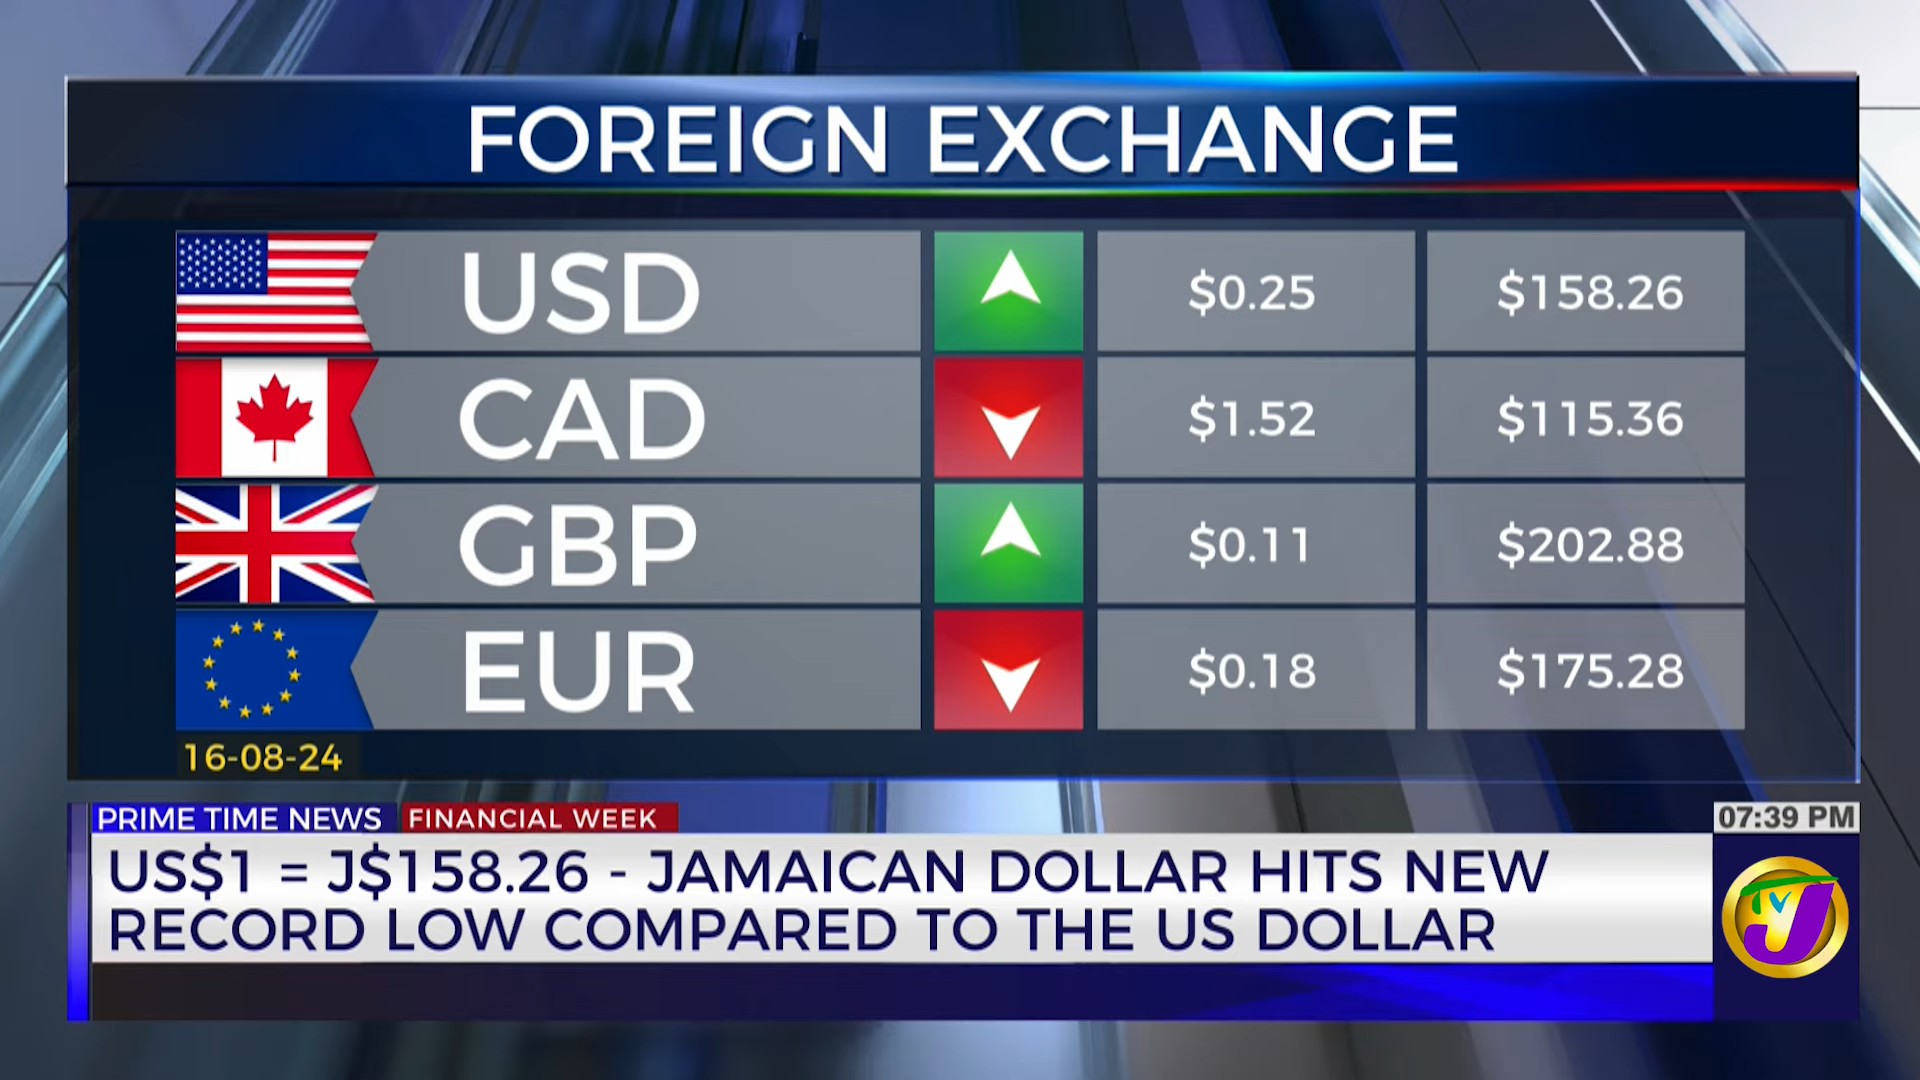 FOREIGN EXCHANGE
USD $0.25 $158.26
CAD $1.52 $115.36
GBP $0.11 $202.88
EUR $0.18 $175.28
16-08-24
PRIME TIME NEWS FINANCIAL WEEK 07:39 PM
US$1 = J$158.26 - JAMAICAN DOLLAR HITS NEW
RECORD LOW COMPARED TO THE US DOLLAR
TVJ